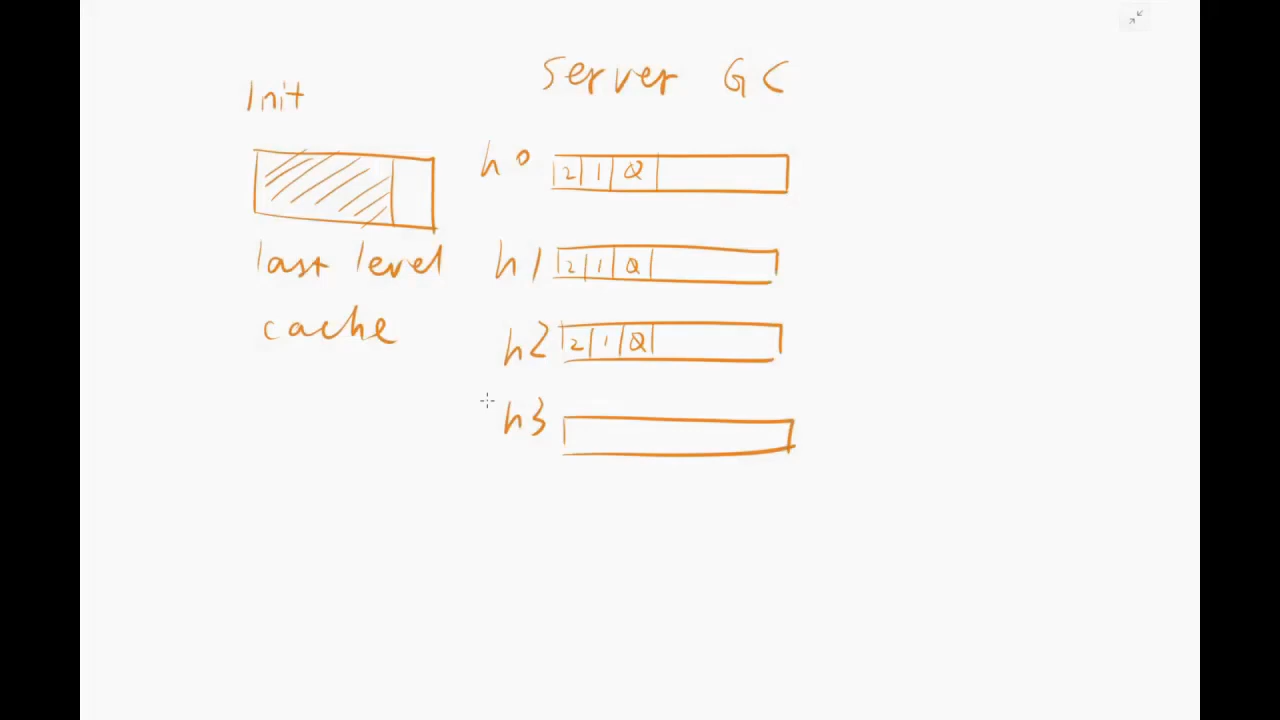 Init
Server GC
h0 2 1 0
last level
cache
h1 2 1 0
h2 2 1 0
h3